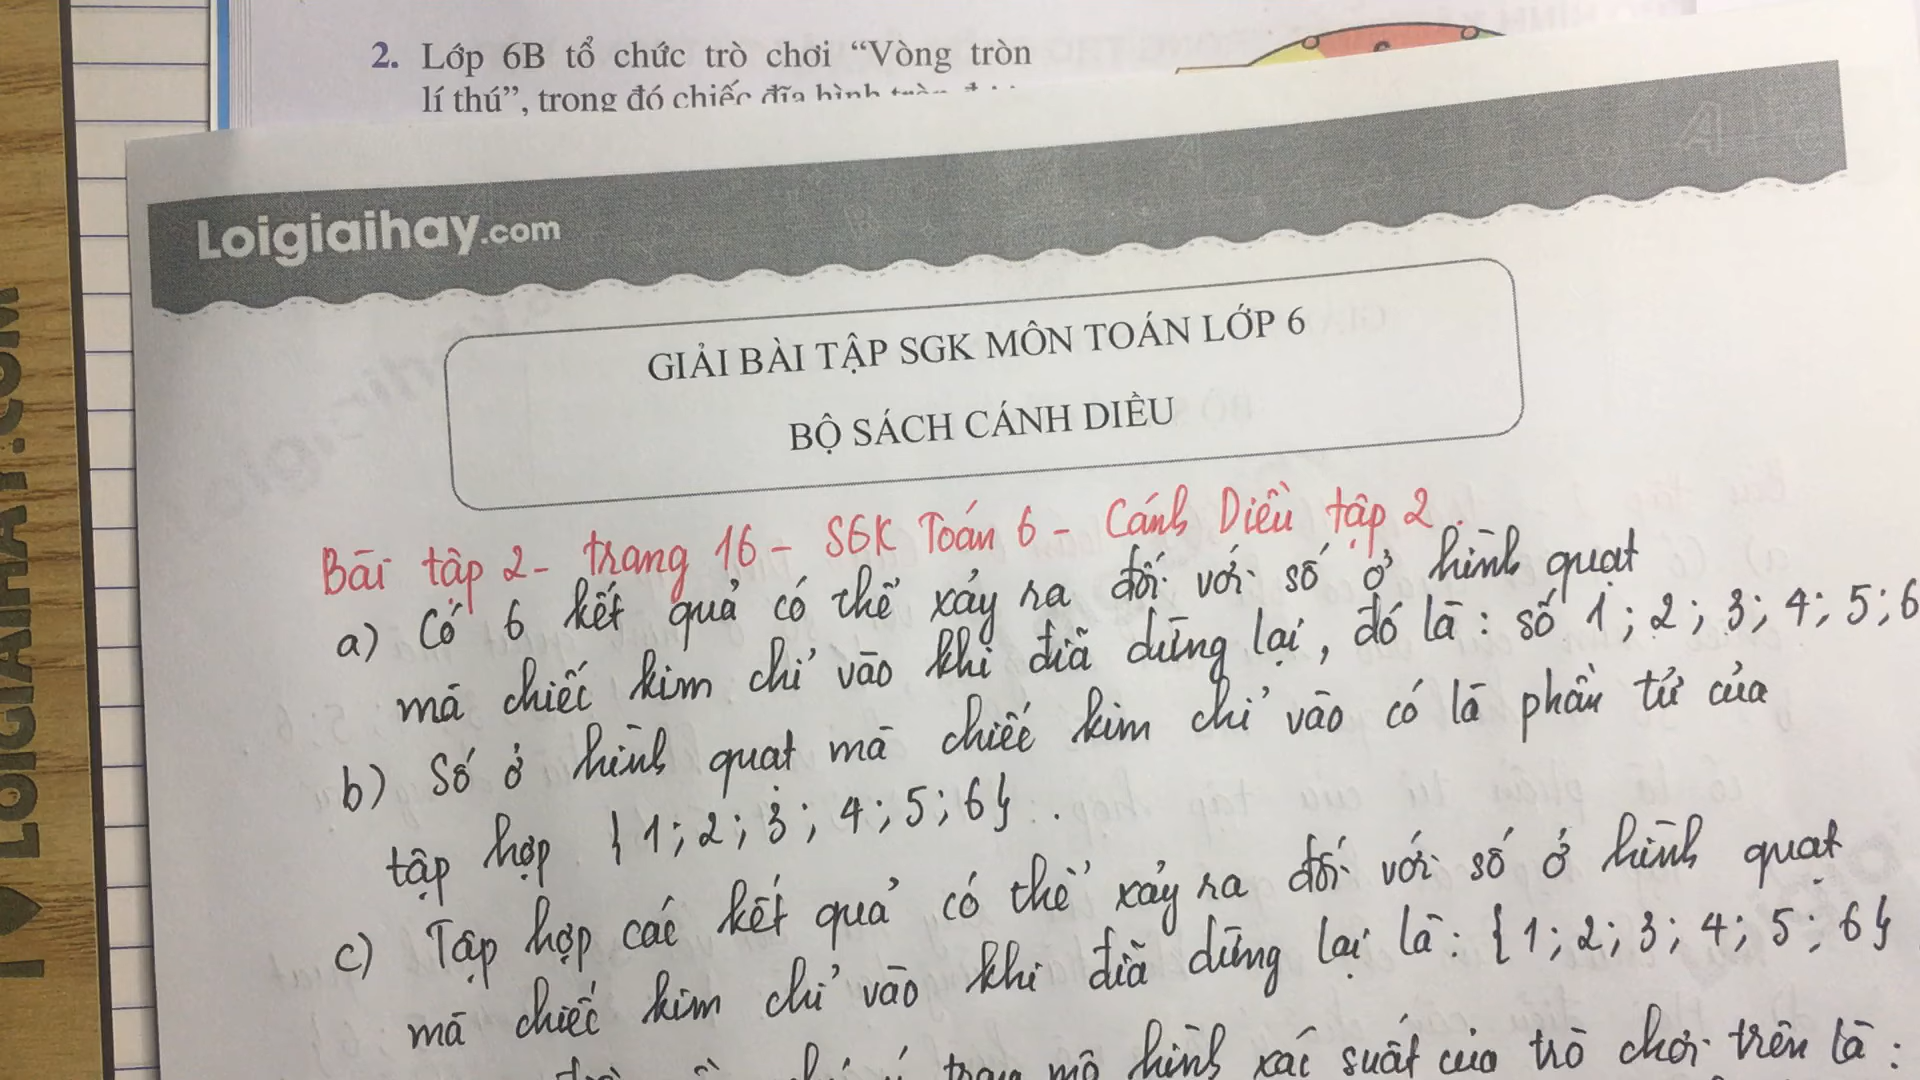 2. Lớp 6B tổ chức trò chơi “Vòng tròn
lí thú”, trong đó chiếc đĩa hình tròn
Loigiaihay.com
GIẢI BÀI TẬP SGK MÔN TOÁN LỚP 6
BỘ SÁCH CÁNH DIỀU
Bài tập 2 - trang 16 - SGK Toán 6 - Cánh Diều tập 2
a) Có 6 kết quả có thể xảy ra đối với số ở hình quạt
mà chiếc kim chỉ vào khi đĩa dừng lại, đó là: số 1; 2; 3; 4; 5; 6
b) Số ở hình quạt mà chiếc kim chỉ vào có là phần tử của
tập hợp {1; 2; 3; 4; 5; 6}.
c) Tập hợp các kết quả có thể xảy ra đối với số ở hình quạt
mà chiếc kim chỉ vào khi đĩa dừng lại là: {1; 2; 3; 4; 5; 6}
trong mô hình xác suất của trò chơi trên là:
LOIGIAIHAY.COM